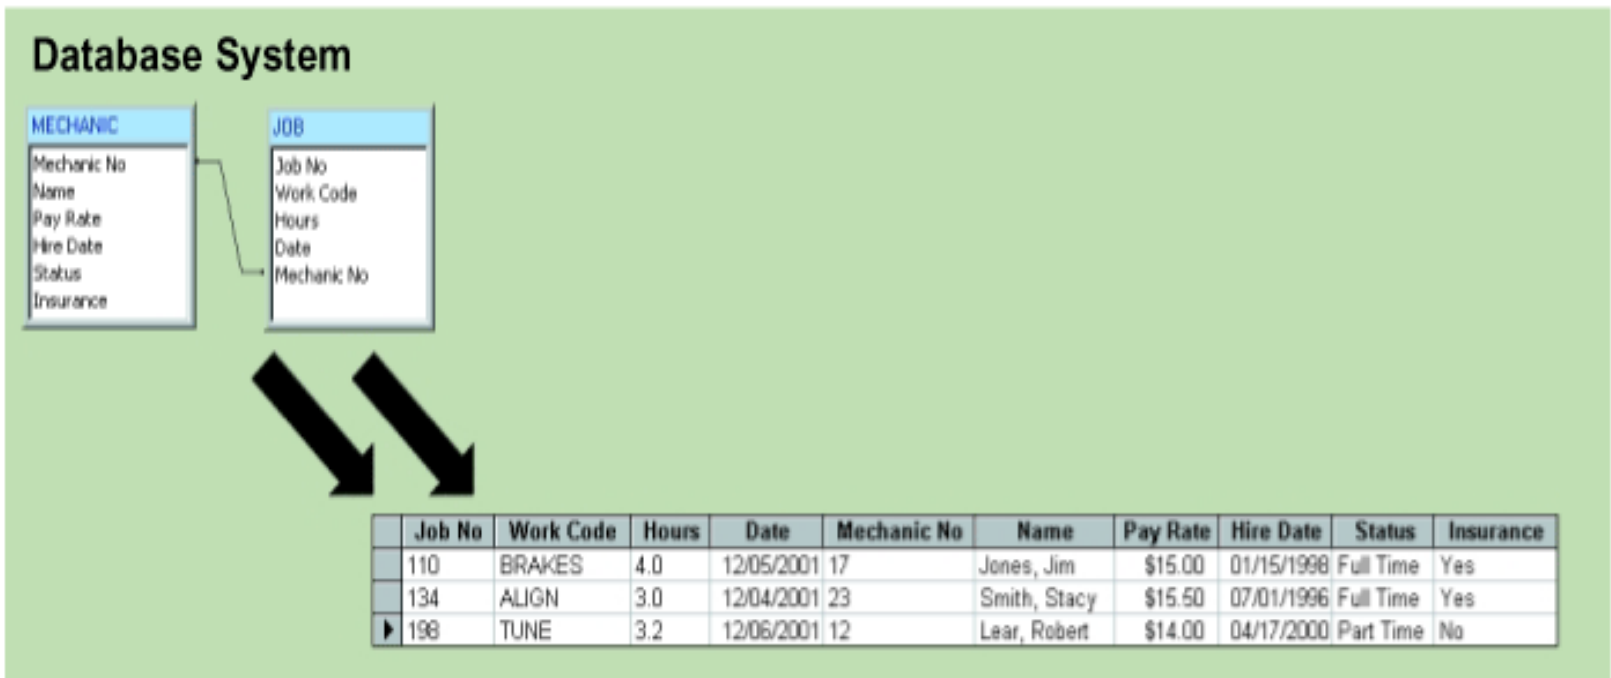 Database System
MECHANIC
Mechanic No
Name
Pay Rate
Hire Date
Status
Insurance
JOB
Job No
Work Code
Hours
Date
Mechanic No
Job No Work Code Hours Date Mechanic No Name Pay Rate Hire Date Status Insurance
110 BRAKES 4.0 12/05/2001 17 Jones, Jim $15.00 01/15/1998 Full Time Yes
134 ALIGN 3.0 12/04/2001 23 Smith, Stacy $15.50 07/01/1996 Full Time Yes
198 TUNE 3.2 12/06/2001 12 Lear, Robert $14.00 04/17/2000 Part Time No